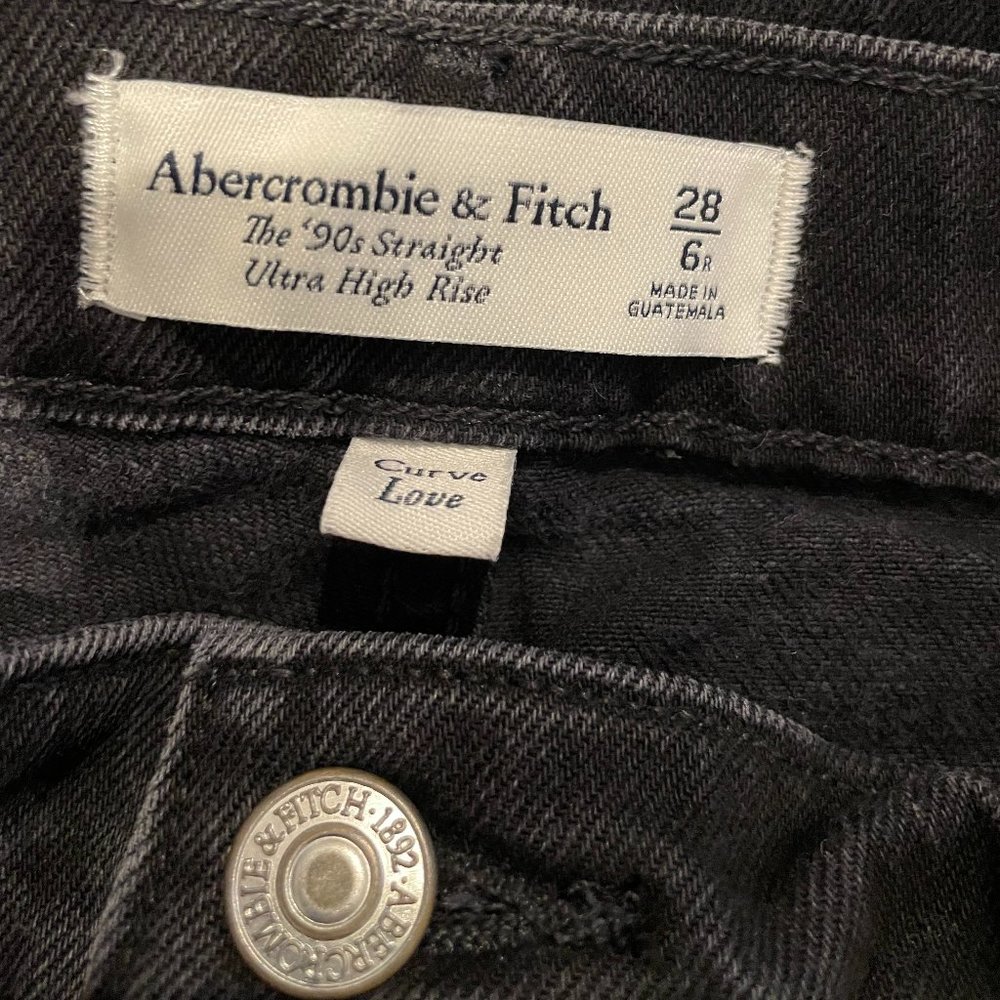 Abercrombie & Fitch
The ‘90s Straight
Ultra High Rise
28
6R
MADE IN
GUATEMALA
Curve
Love
ABERCROMBIE & FITCH · 1892 ·